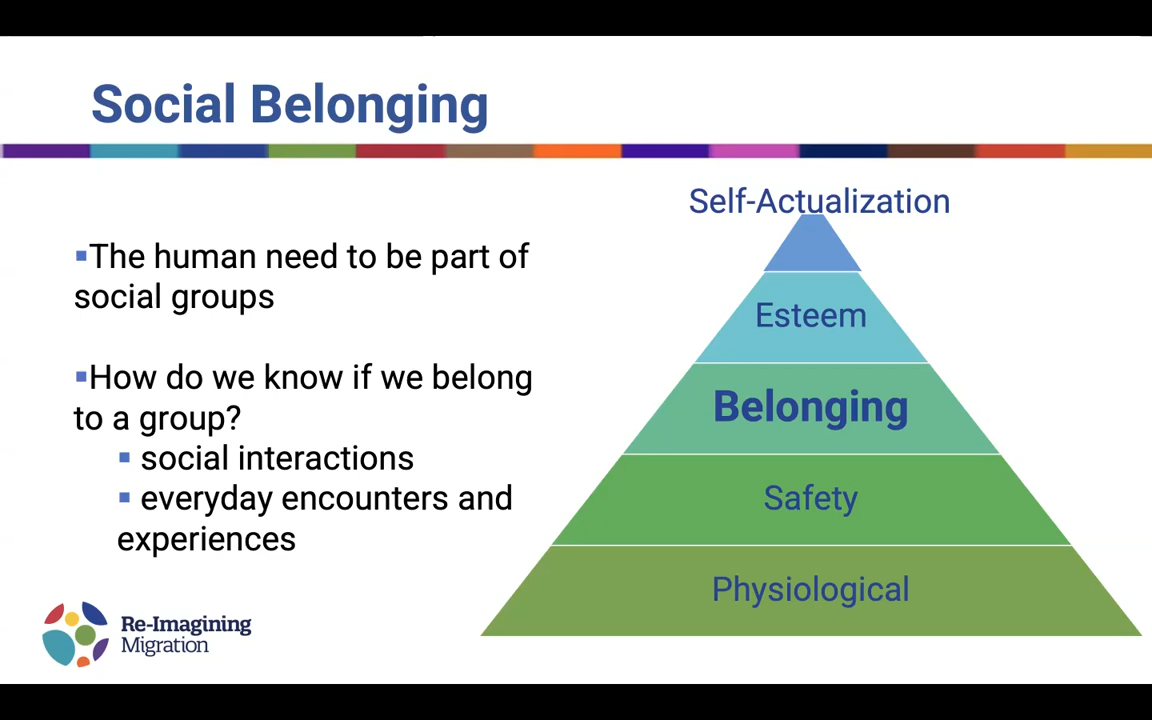 Social Belonging
▪The human need to be part of
social groups
▪How do we know if we belong
to a group?
▪ social interactions
▪ everyday encounters and
experiences
Self-Actualization
Esteem
Belonging
Safety
Physiological
Re-Imagining
Migration